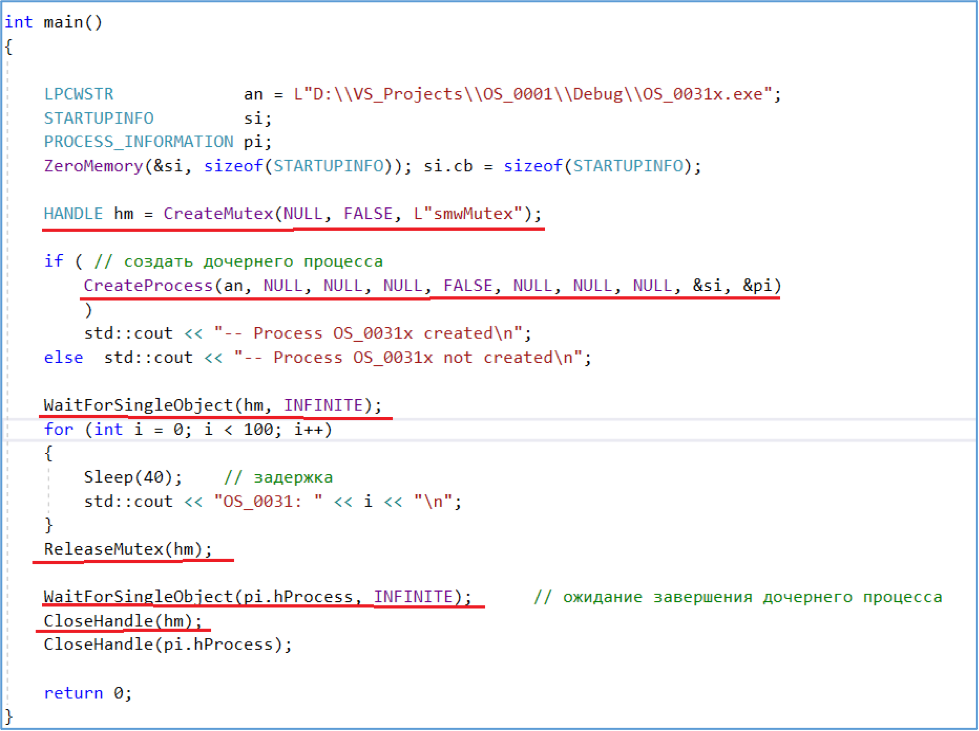 int main()
{
LPCWSTR an = L"D:\\VS_Projects\\OS_0001\\Debug\\OS_0031x.exe";
STARTUPINFO si;
PROCESS_INFORMATION pi;
ZeroMemory(&si, sizeof(STARTUPINFO)); si.cb = sizeof(STARTUPINFO);
HANDLE hm = CreateMutex(NULL, FALSE, L"smwMutex");
if ( // создать дочернего процесса
CreateProcess(an, NULL, NULL, NULL, FALSE, NULL, NULL, NULL, &si, &pi)
)
std::cout << "-- Process OS_0031x created\n";
else std::cout << "-- Process OS_0031x not created\n";
WaitForSingleObject(hm, INFINITE);
for (int i = 0; i < 100; i++)
{
Sleep(40); // задержка
std::cout << "OS_0031: " << i << "\n";
}
ReleaseMutex(hm);
WaitForSingleObject(pi.hProcess, INFINITE); // ожидание завершения дочернего процесса
CloseHandle(hm);
CloseHandle(pi.hProcess);
return 0;
}